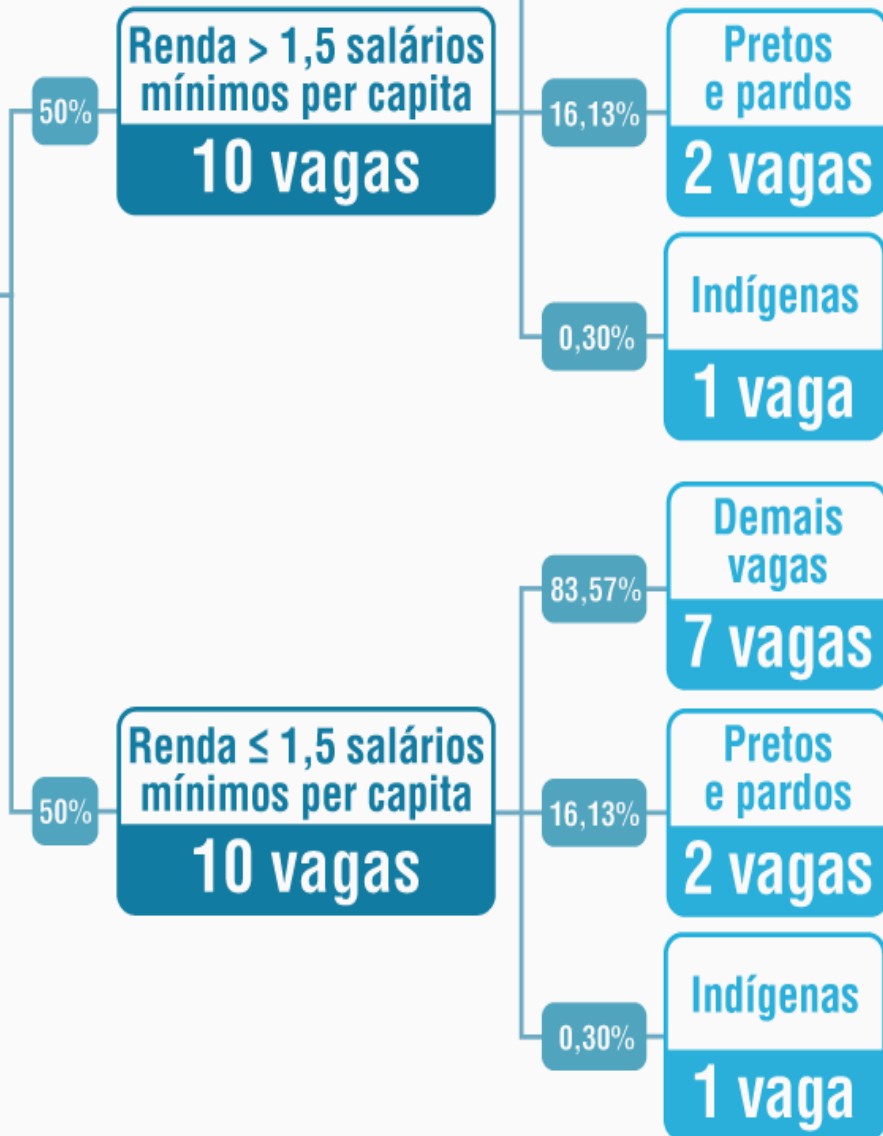 50%
Renda > 1,5 salários
mínimos per capita
10 vagas
16,13%
Pretos
e pardos
2 vagas
0,30%
Indígenas
1 vaga
83,57%
Demais
vagas
7 vagas
50%
Renda ≤ 1,5 salários
mínimos per capita
10 vagas
16,13%
Pretos
e pardos
2 vagas
0,30%
Indígenas
1 vaga